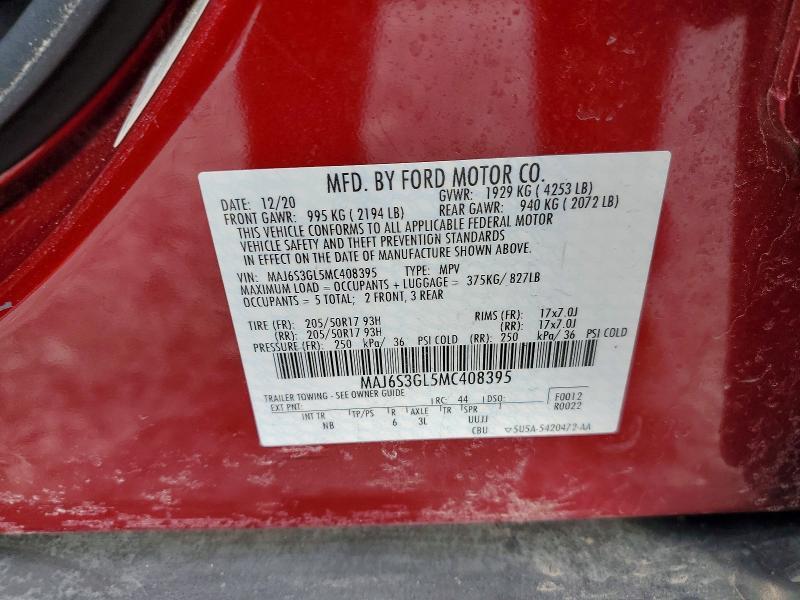 MFD. BY FORD MOTOR CO.
DATE: 12/20 GVWR: 1929 KG ( 4253 LB)
FRONT GAWR: 995 KG ( 2194 LB) REAR GAWR: 940 KG ( 2072 LB)
THIS VEHICLE CONFORMS TO ALL APPLICABLE FEDERAL MOTOR
VEHICLE SAFETY AND THEFT PREVENTION STANDARDS
IN EFFECT ON THE DATE OF MANUFACTURE SHOWN ABOVE.
VIN: MAJ6S3GL5MC408395 TYPE: MPV
MAXIMUM LOAD = OCCUPANTS + LUGGAGE = 375KG/ 827LB
OCCUPANTS = 5 TOTAL; 2 FRONT, 3 REAR
TIRE (FR): 205/50R17 93H RIMS (FR): 17x7.0J
(RR): 205/50R17 93H (RR): 17x7.0J
PRESSURE (FR): 250 kPa/ 36 PSI COLD (RR): 250 kPa/ 36 PSI COLD
MAJ6S3GL5MC408395
TRAILER TOWING - SEE OWNER GUIDE
EXT PNT: RC: 44 DSO: F0012
R0022
INT TR TP/PS R AXLE TR SPR
NB 6 3L UUJJ
CBU ▽5U5A-5420472-AA